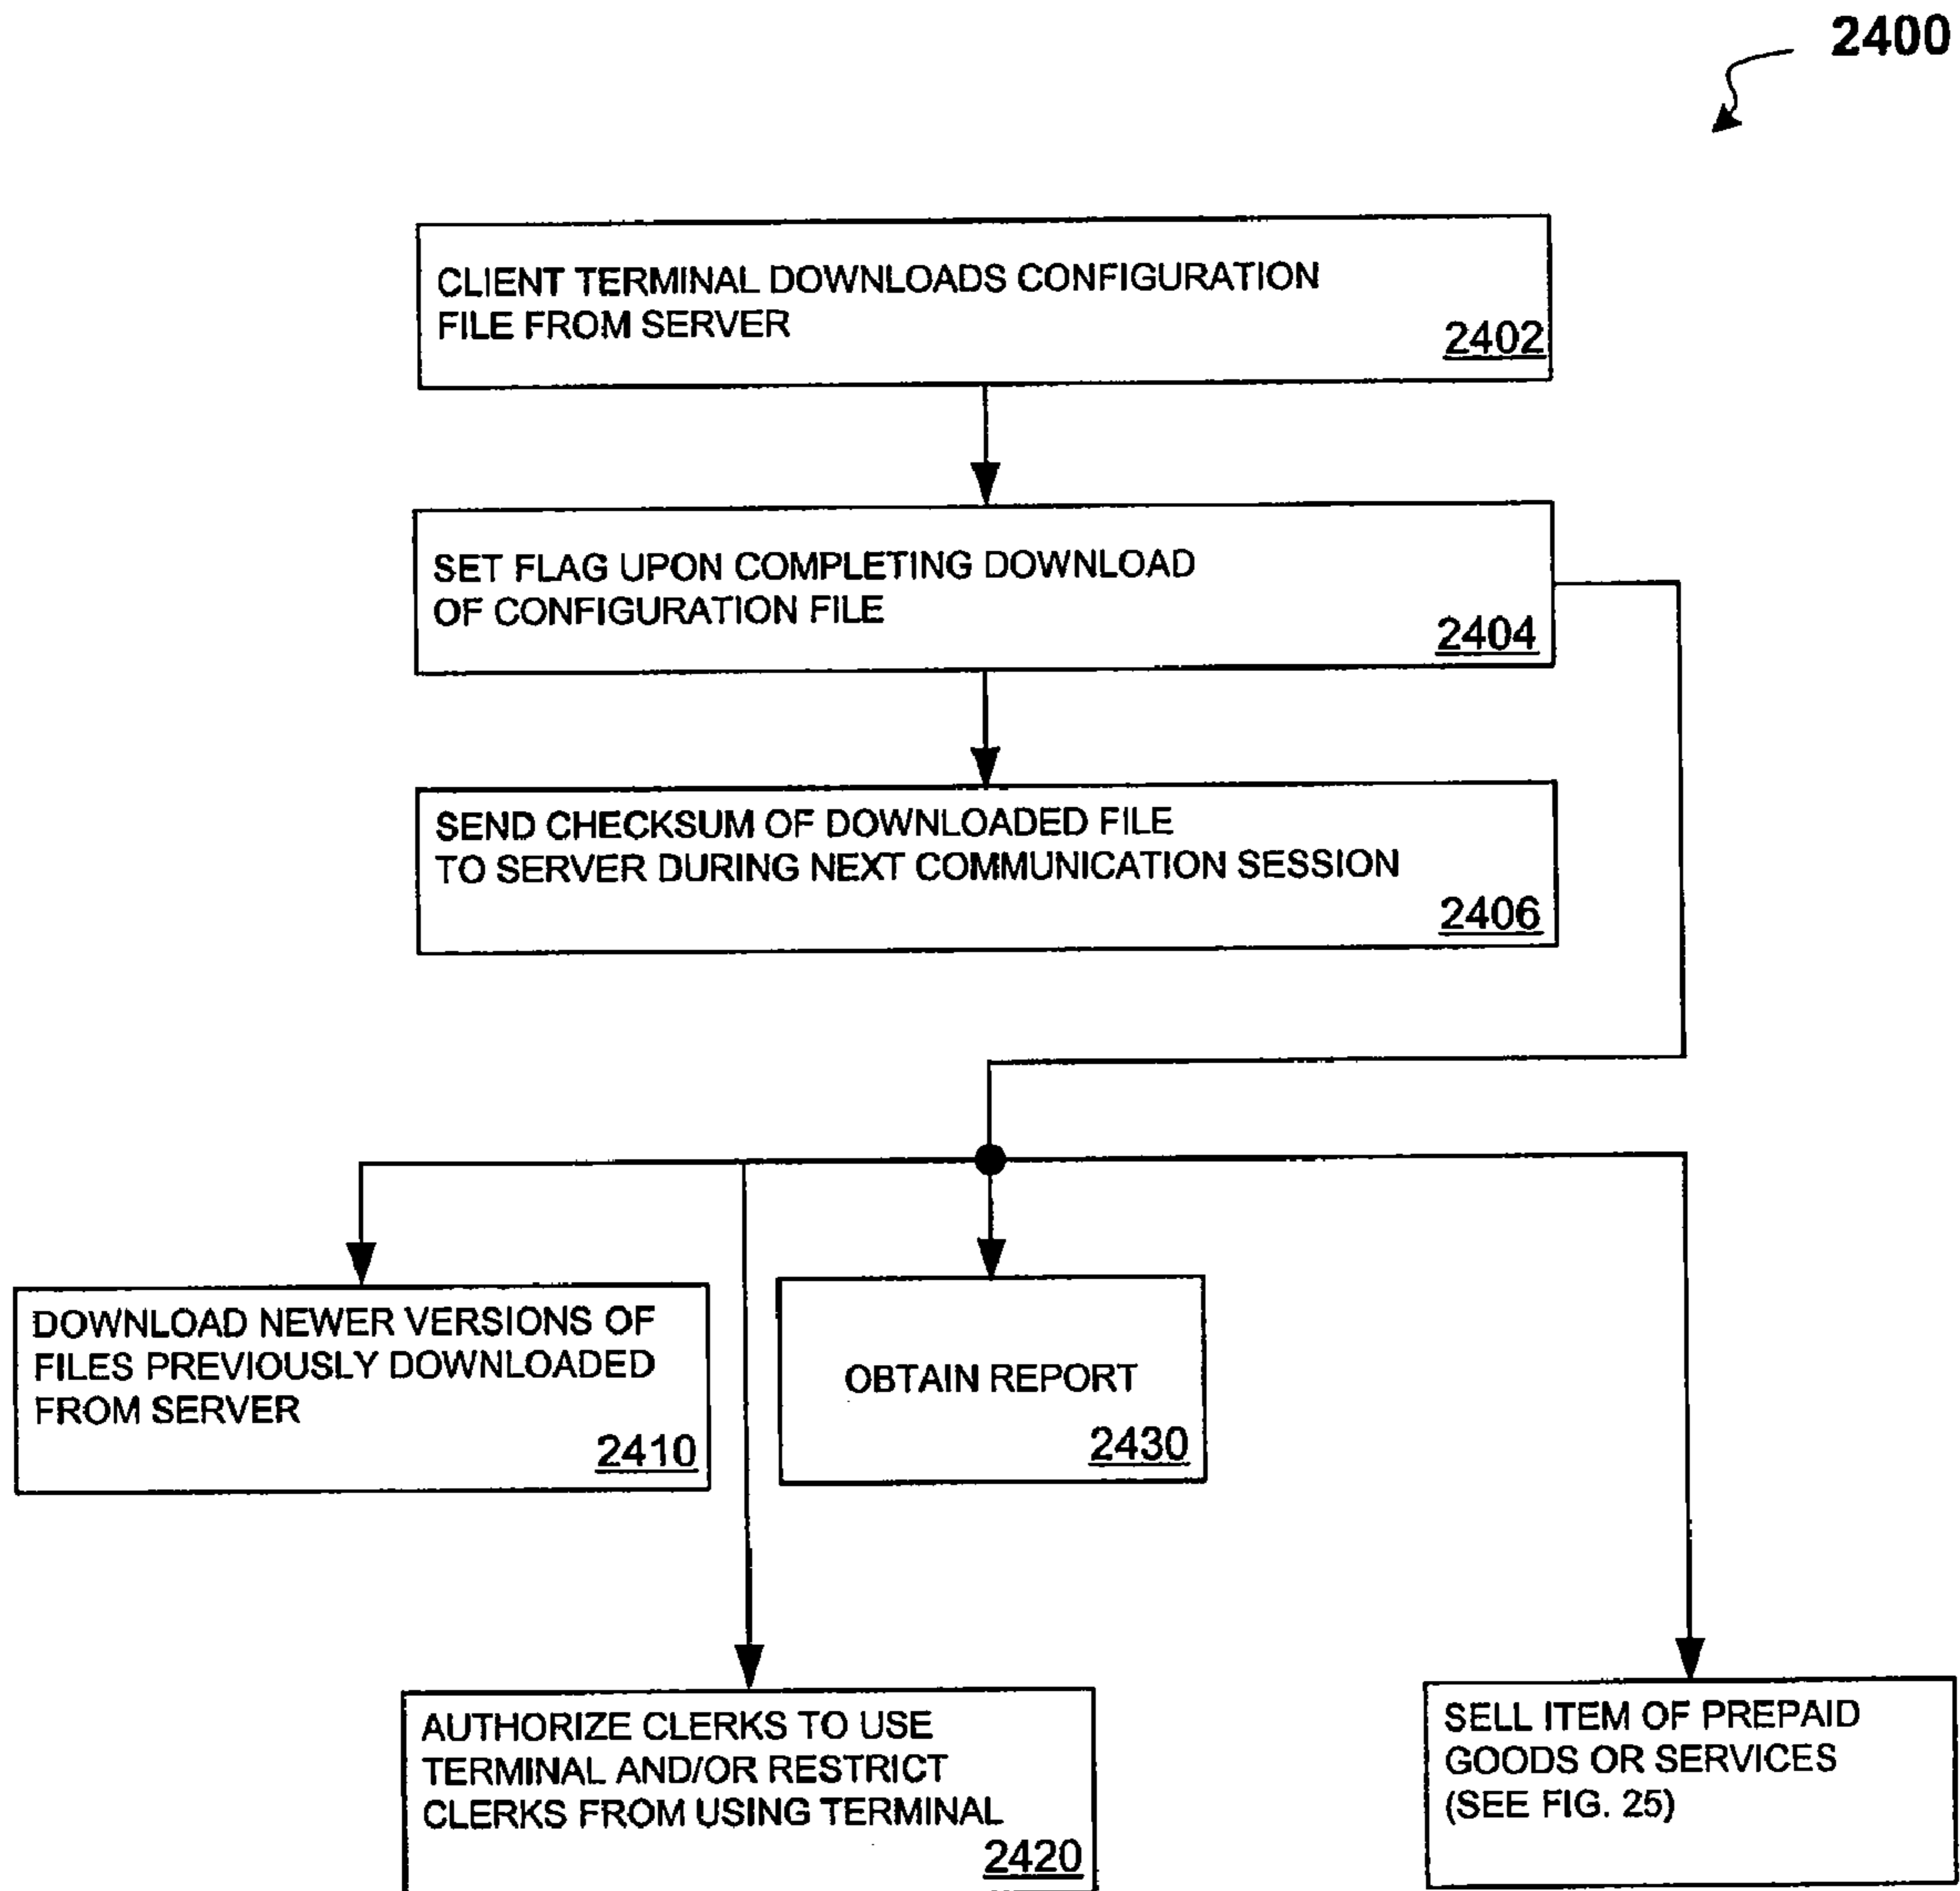 2400
CLIENT TERMINAL DOWNLOADS CONFIGURATION
FILE FROM SERVER
2402
SET FLAG UPON COMPLETING DOWNLOAD
OF CONFIGURATION FILE
2404
SEND CHECKSUM OF DOWNLOADED FILE
TO SERVER DURING NEXT COMMUNICATION SESSION
2406
DOWNLOAD NEWER VERSIONS OF
FILES PREVIOUSLY DOWNLOADED
FROM SERVER
2410
OBTAIN REPORT
2430
AUTHORIZE CLERKS TO USE
TERMINAL AND/OR RESTRICT
CLERKS FROM USING TERMINAL
2420
SELL ITEM OF PREPAID
GOODS OR SERVICES
(SEE FIG. 25)